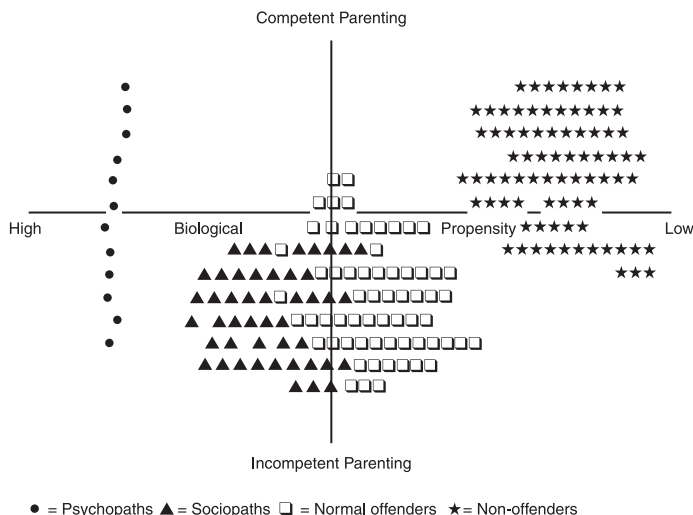 Competent Parenting
High Biological Propensity Low
Incompetent Parenting
= Psychopaths = Sociopaths = Normal offenders = Non-offenders